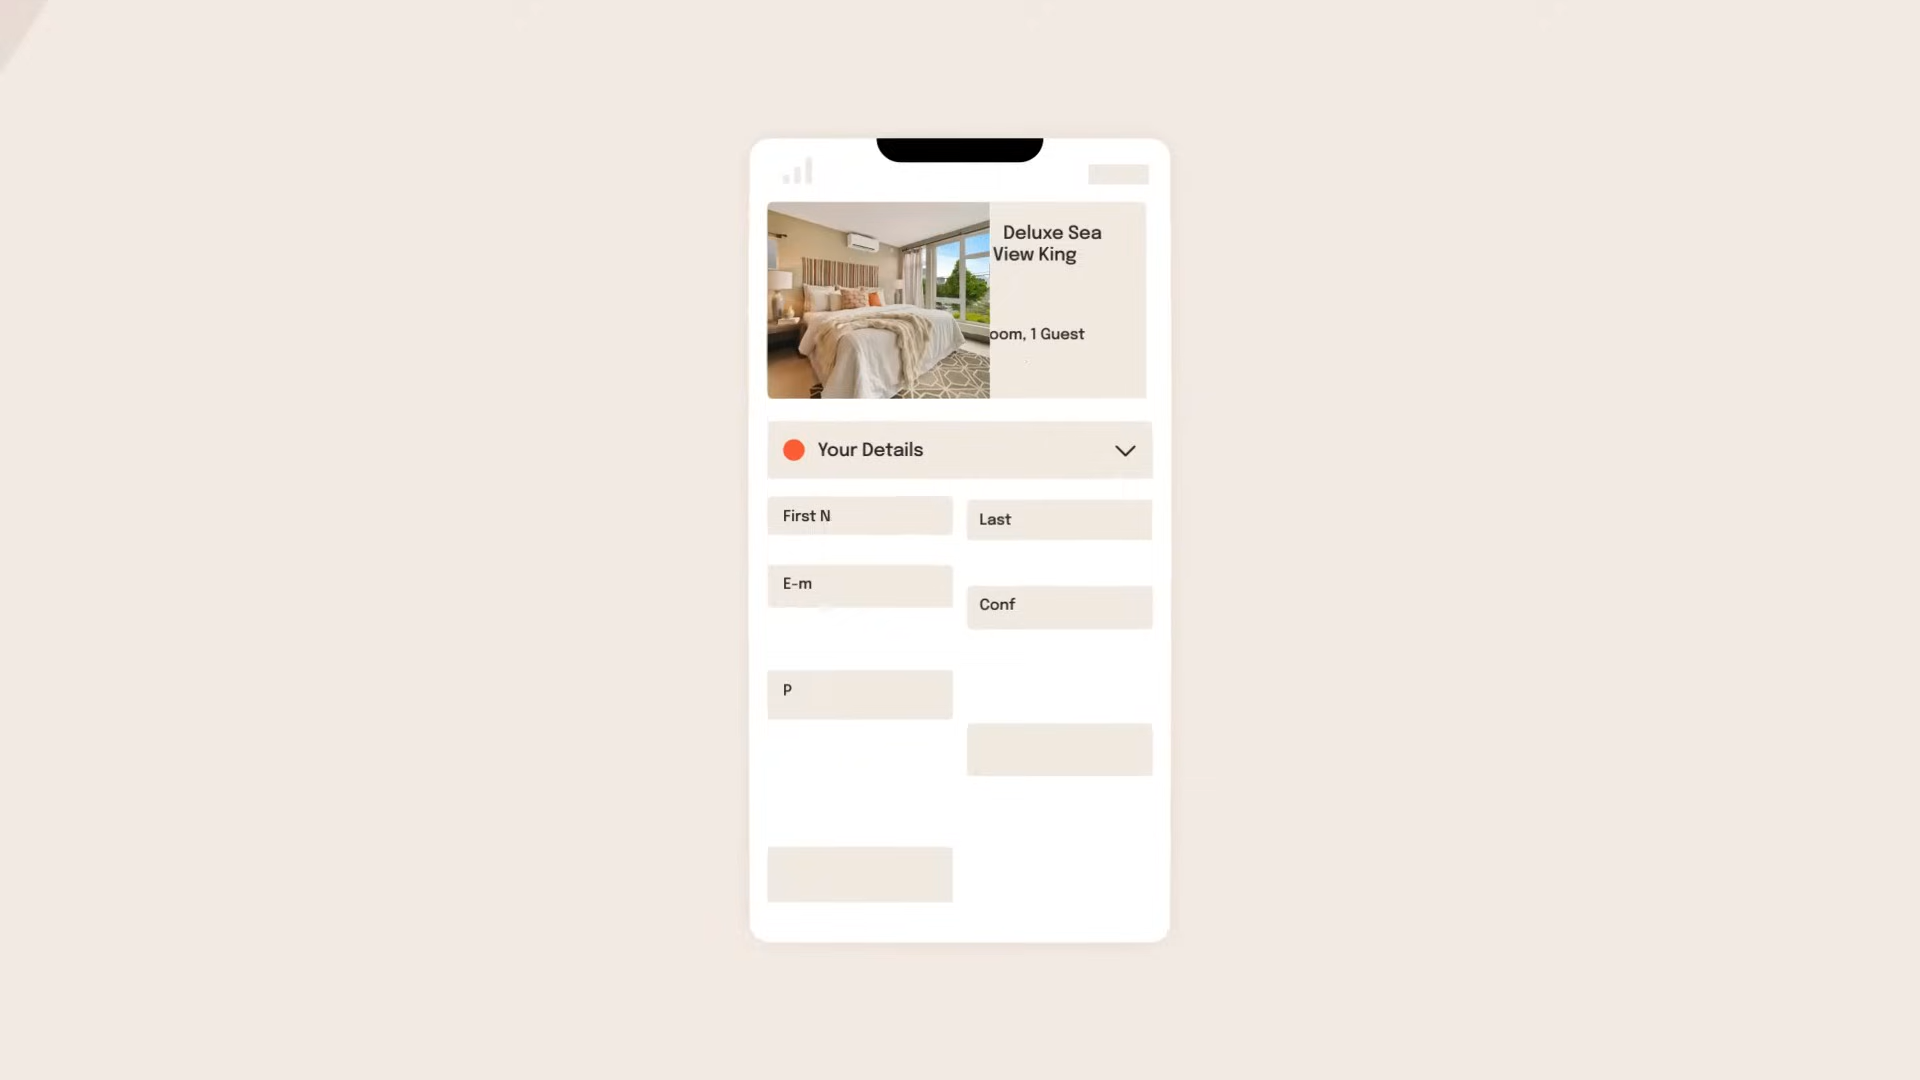 Deluxe Sea
View King
oom, 1 Guest
Your Details
First N
Last
E-m
Conf
P